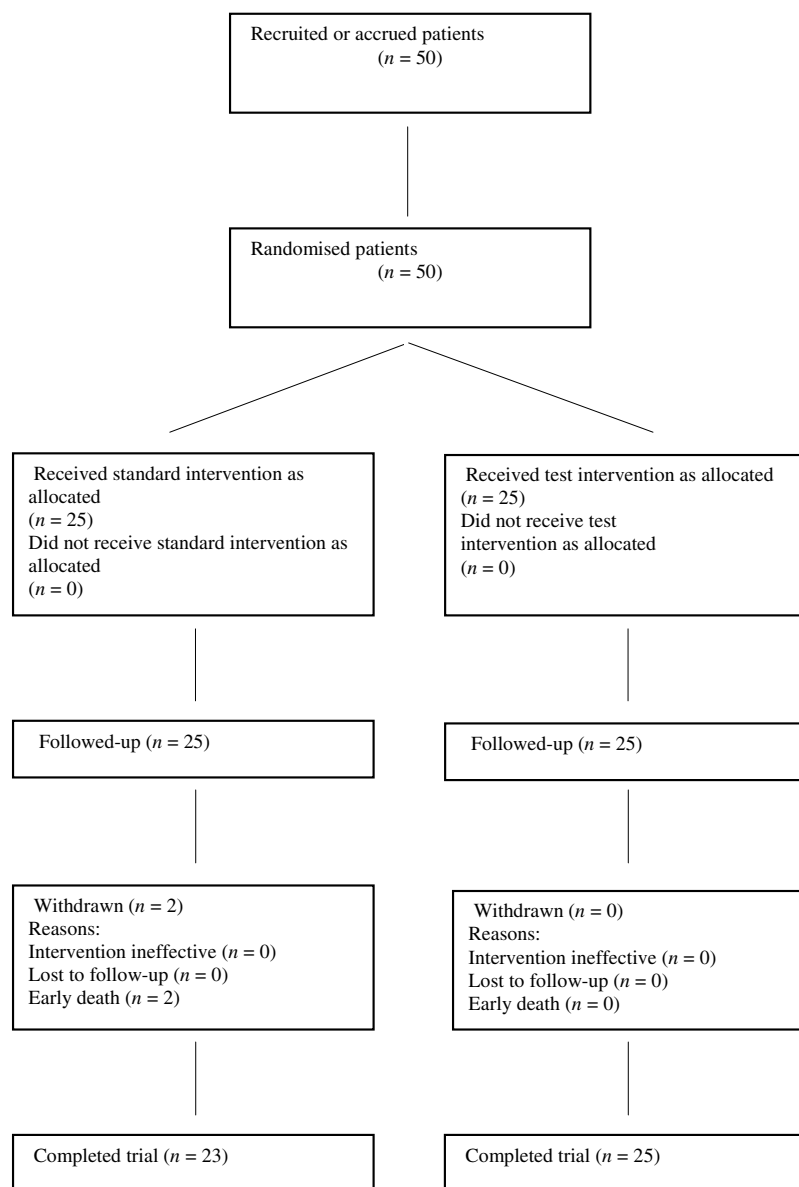 Recruited or accrued patients
(n = 50)
Randomised patients
(n = 50)
Received standard intervention as
allocated
(n = 25)
Did not receive standard intervention as
allocated
(n = 0)
Received test intervention as allocated
(n = 25)
Did not receive test
intervention as allocated
(n = 0)
Followed-up (n = 25)
Followed-up (n = 25)
Withdrawn (n = 2)
Reasons:
Intervention ineffective (n = 0)
Lost to follow-up (n = 0)
Early death (n = 2)
Withdrawn (n = 0)
Reasons:
Intervention ineffective (n = 0)
Lost to follow-up (n = 0)
Early death (n = 0)
Completed trial (n = 23)
Completed trial (n = 25)